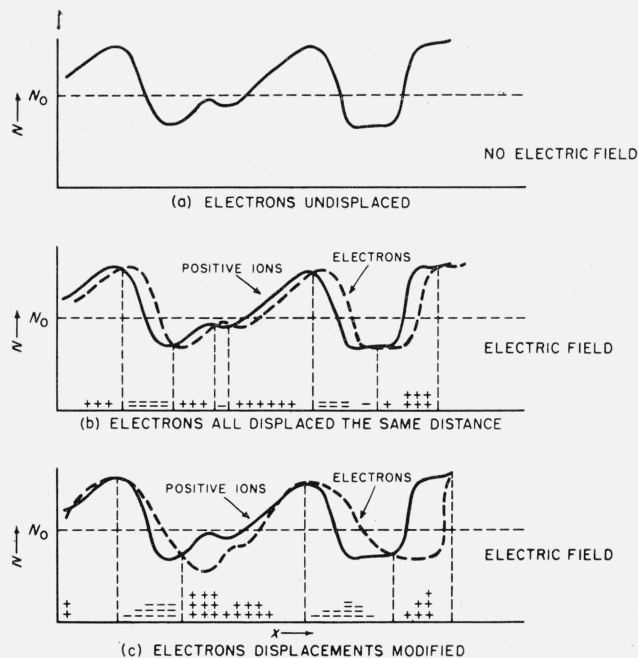 N
N₀
NO ELECTRIC FIELD
(a) ELECTRONS UNDISPLACED
POSITIVE IONS
ELECTRONS
N
N₀
ELECTRIC FIELD
(b) ELECTRONS ALL DISPLACED THE SAME DISTANCE
POSITIVE IONS
ELECTRONS
N
N₀
ELECTRIC FIELD
x
(c) ELECTRONS DISPLACEMENTS MODIFIED